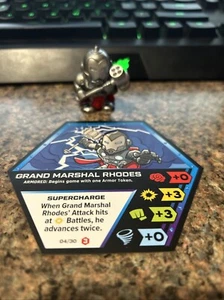 GRAND MARSHAL RHODES
ARMORED: Begins game with one Armor Token.
+0
SUPERCHARGE
When Grand Marshal
Rhodes' Attack hits
at Battles, he
advances twice.
+3
+3
+0
04/30 3